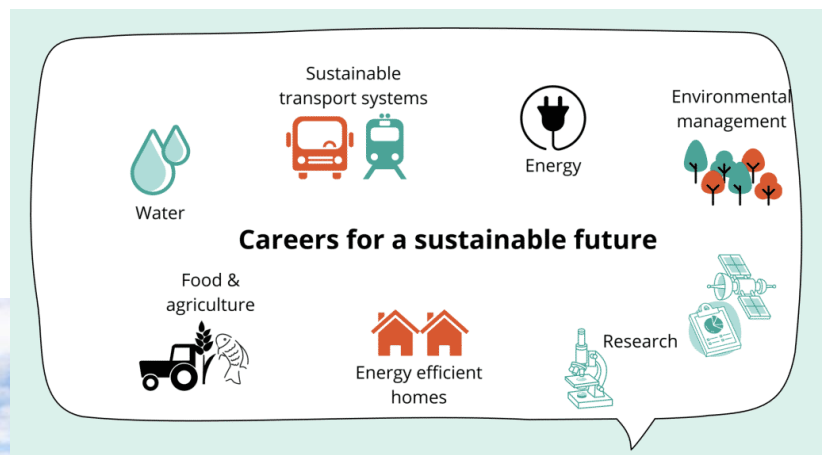 Sustainable
transport systems
Environmental
management
Energy
Water
Careers for a sustainable future
Food &
agriculture
Research
Energy efficient
homes